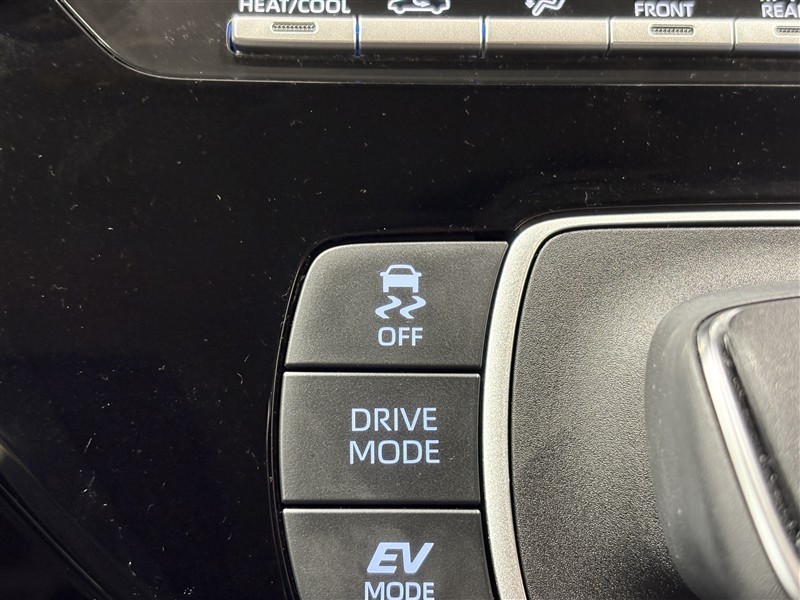 HEAT/COOL
FRONT
OFF
DRIVE
MODE
EV
MODE